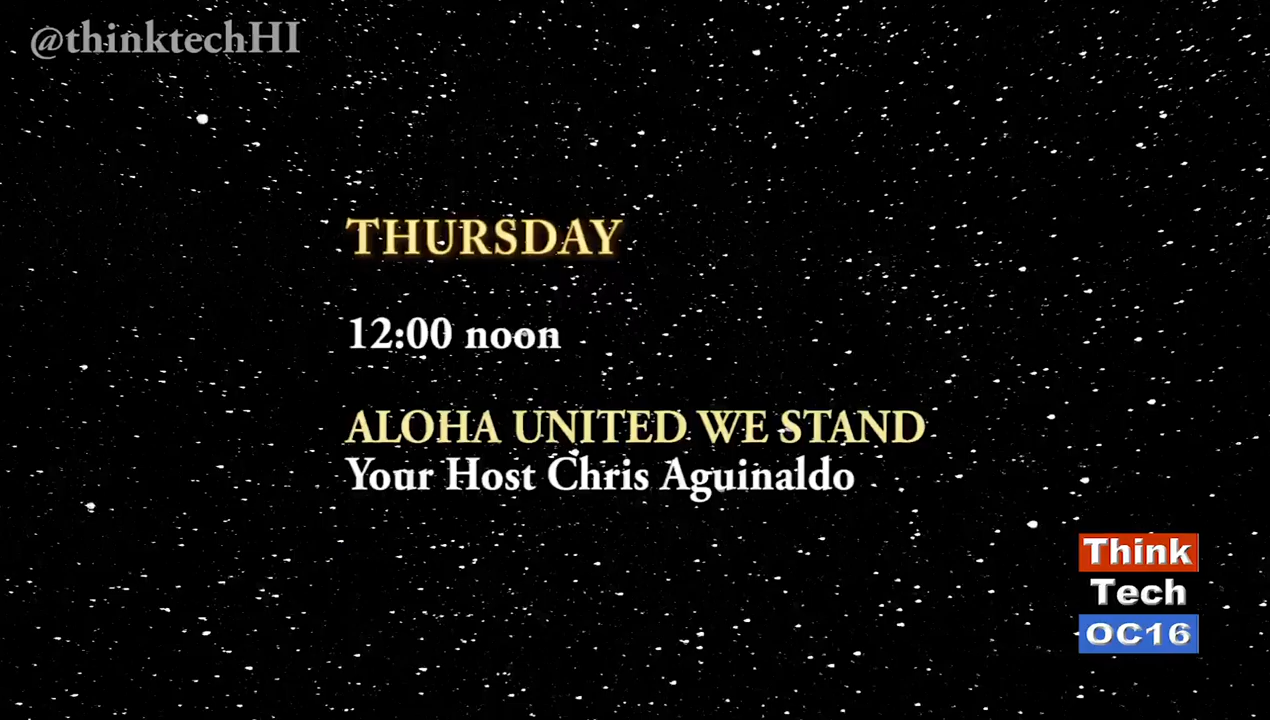 @thinktechHI
THURSDAY
12:00 noon
ALOHA UNITED WE STAND
Your Host Chris Aguinaldo
Think
Tech
OC16